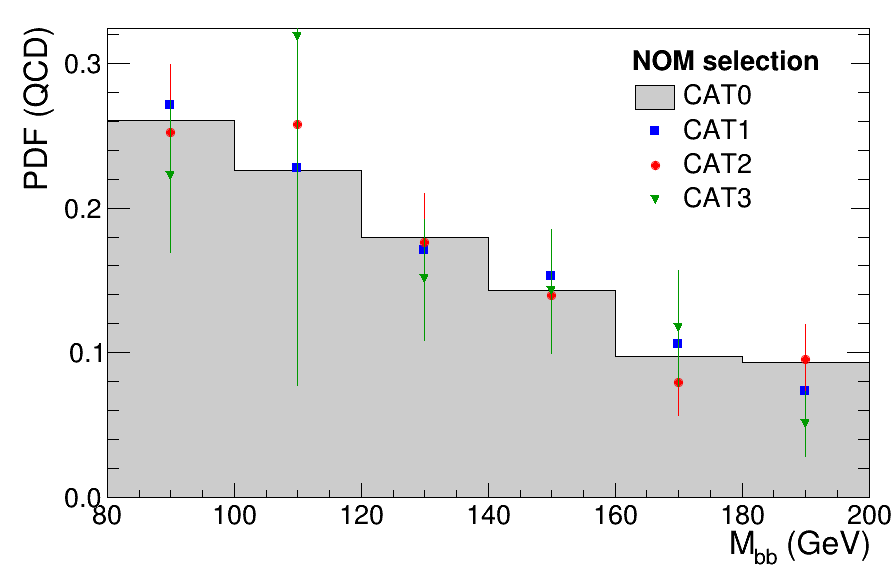 PDF (QCD)
0.3
0.2
0.1
0.0
NOM selection
CAT0
CAT1
CAT2
CAT3
80 100 120 140 160 180 200
M_bb (GeV)